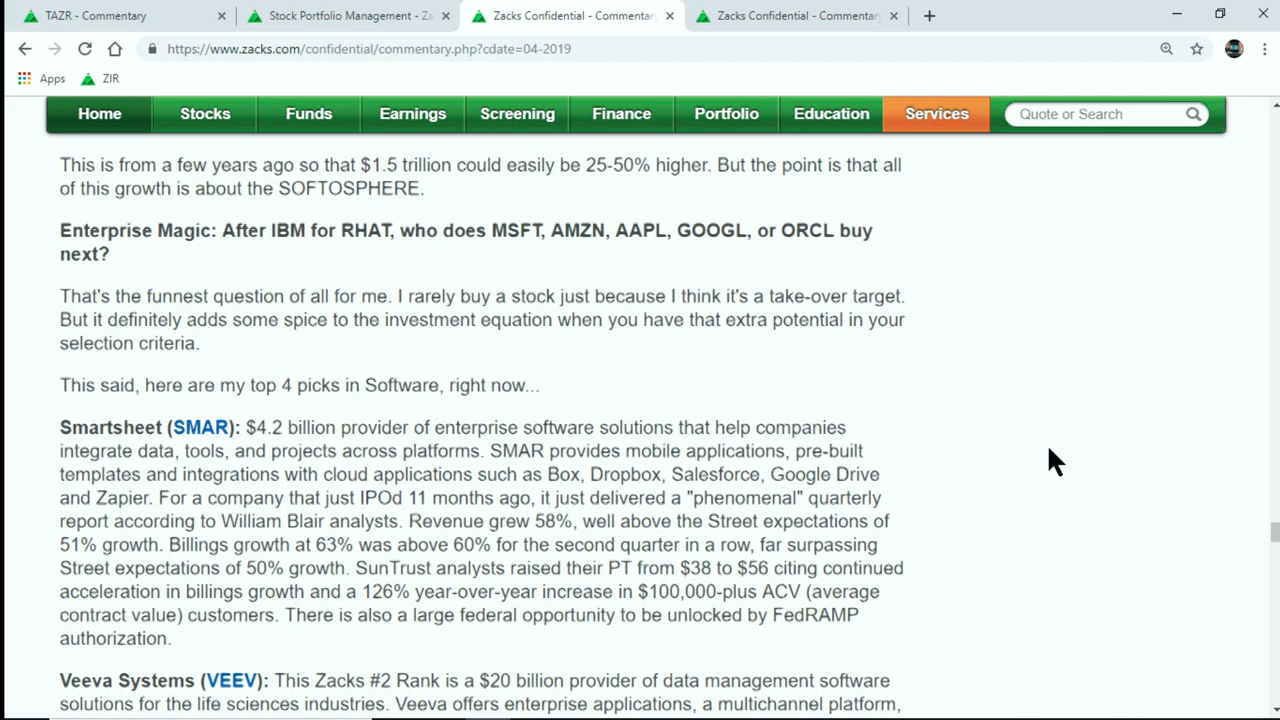 TAZR - Commentary
Stock Portfolio Management - Za
Zacks Confidential - Commentary
Zacks Confidential - Commentary
https://www.zacks.com/confidential/commentary.php?cdate=04-2019
Apps ZIR
Home Stocks Funds Earnings Screening Finance Portfolio Education Services Quote or Search
This is from a few years ago so that $1.5 trillion could easily be 25-50% higher. But the point is that all
of this growth is about the SOFTOSPHERE.
Enterprise Magic: After IBM for RHAT, who does MSFT, AMZN, AAPL, GOOGL, or ORCL buy
next?
That's the funnest question of all for me. I rarely buy a stock just because I think it's a take-over target.
But it definitely adds some spice to the investment equation when you have that extra potential in your
selection criteria.
This said, here are my top 4 picks in Software, right now...
Smartsheet (SMAR): $4.2 billion provider of enterprise software solutions that help companies
integrate data, tools, and projects across platforms. SMAR provides mobile applications, pre-built
templates and integrations with cloud applications such as Box, Dropbox, Salesforce, Google Drive
and Zapier. For a company that just IPOd 11 months ago, it just delivered a "phenomenal" quarterly
report according to William Blair analysts. Revenue grew 58%, well above the Street expectations of
51% growth. Billings growth at 63% was above 60% for the second quarter in a row, far surpassing
Street expectations of 50% growth. SunTrust analysts raised their PT from $38 to $56 citing continued
acceleration in billings growth and a 126% year-over-year increase in $100,000-plus ACV (average
contract value) customers. There is also a large federal opportunity to be unlocked by FedRAMP
authorization.
Veeva Systems (VEEV): This Zacks #2 Rank is a $20 billion provider of data management software
solutions for the life sciences industries. Veeva offers enterprise applications, a multichannel platform,